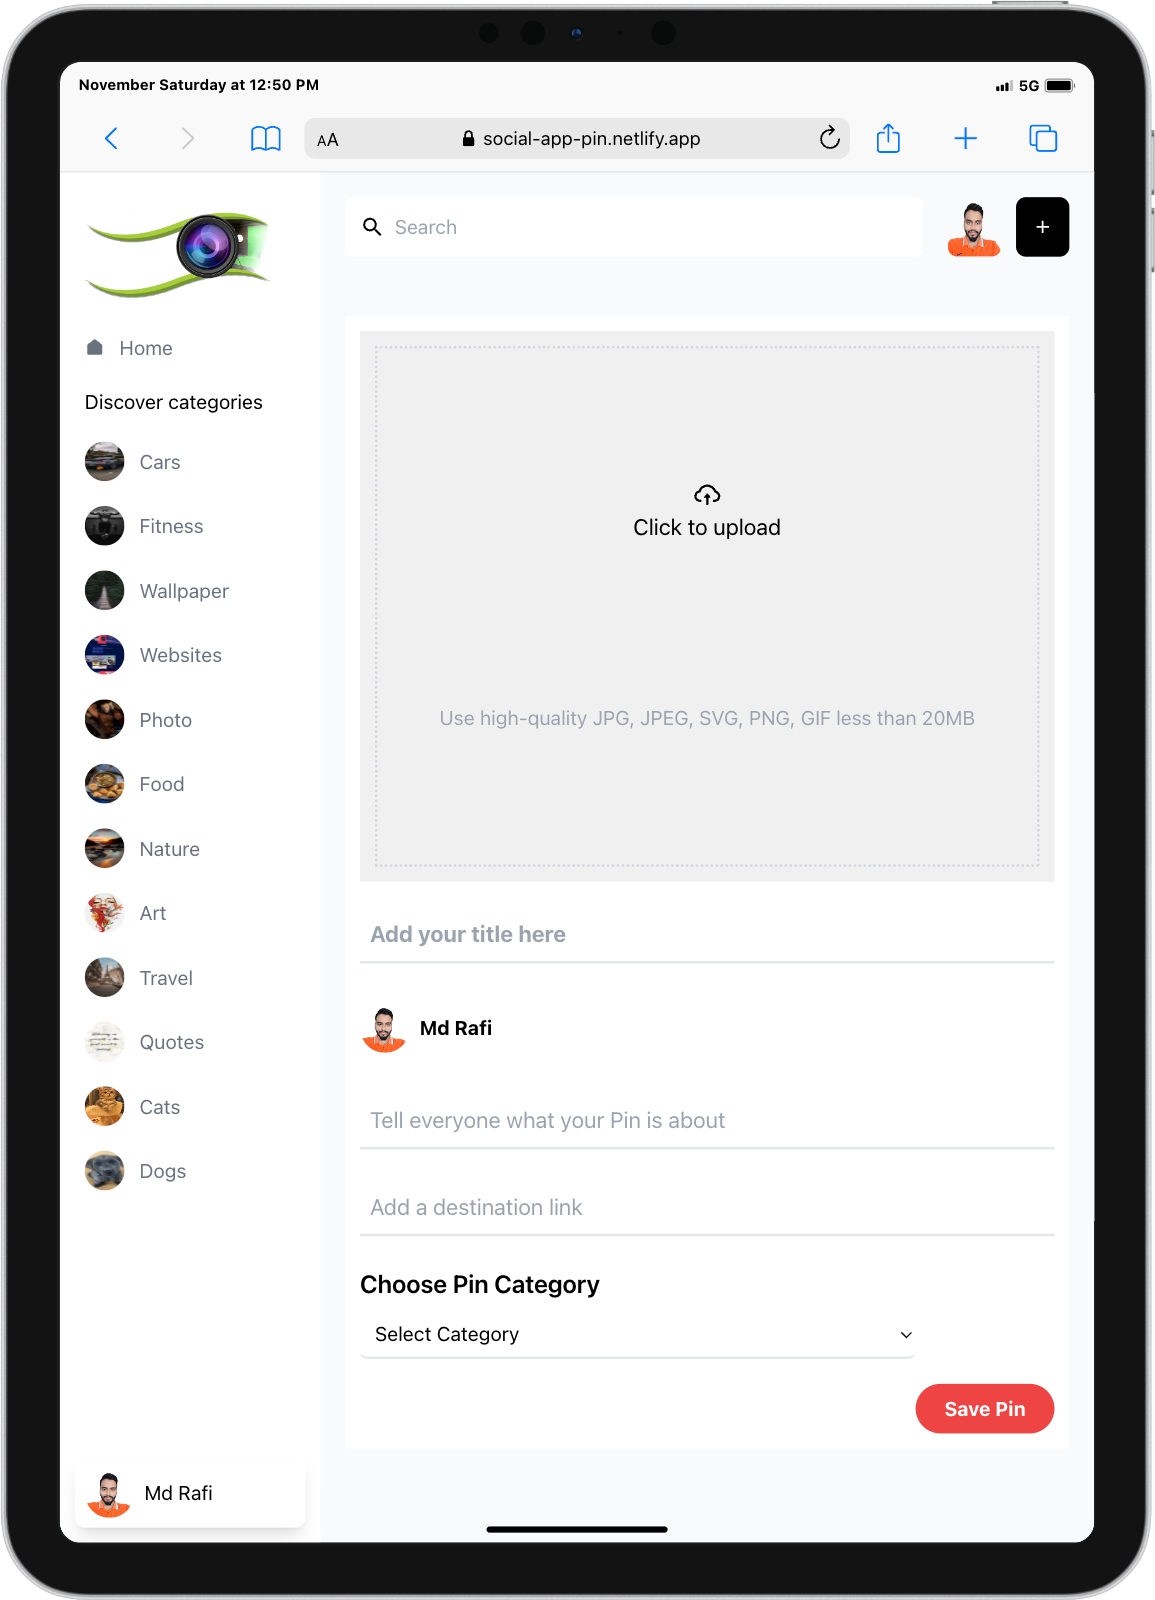 November Saturday at 12:50 PM
5G
AA
social-app-pin.netlify.app
Search
+
Home
Discover categories
Cars
Fitness
Wallpaper
Websites
Photo
Food
Nature
Art
Travel
Quotes
Cats
Dogs
Md Rafi
Click to upload
Use high-quality JPG, JPEG, SVG, PNG, GIF less than 20MB
Add your title here
Md Rafi
Tell everyone what your Pin is about
Add a destination link
Choose Pin Category
Select Category
Save Pin